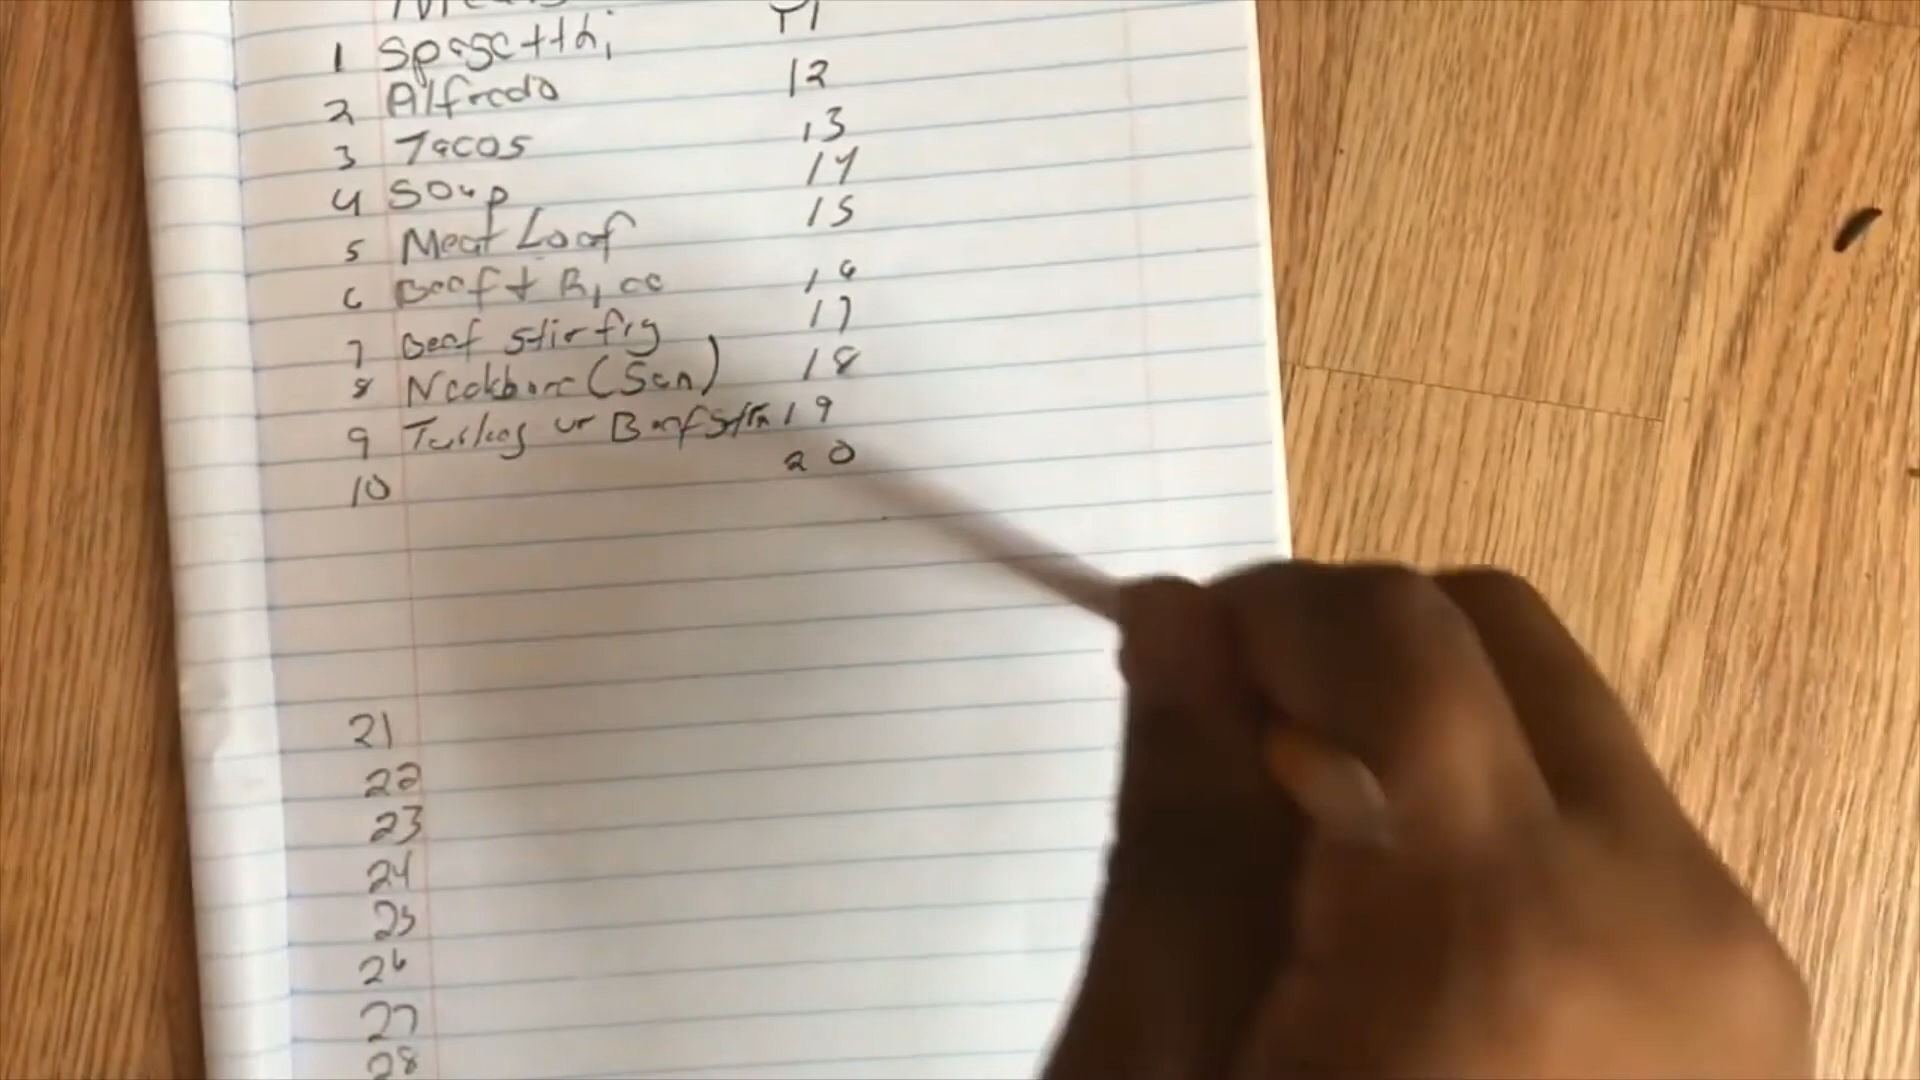 1 Spagetthi 11
2 Alfredo 12
3 Tacos 13
4 Soup 14
5 Meat Loaf 15
6 Beef + Rice 16
7 Beef stir fry 17
8 Neckbone (Sun) 18
9 Turkey or Beef 19
10 20
21
22
23
24
25
26
27
28